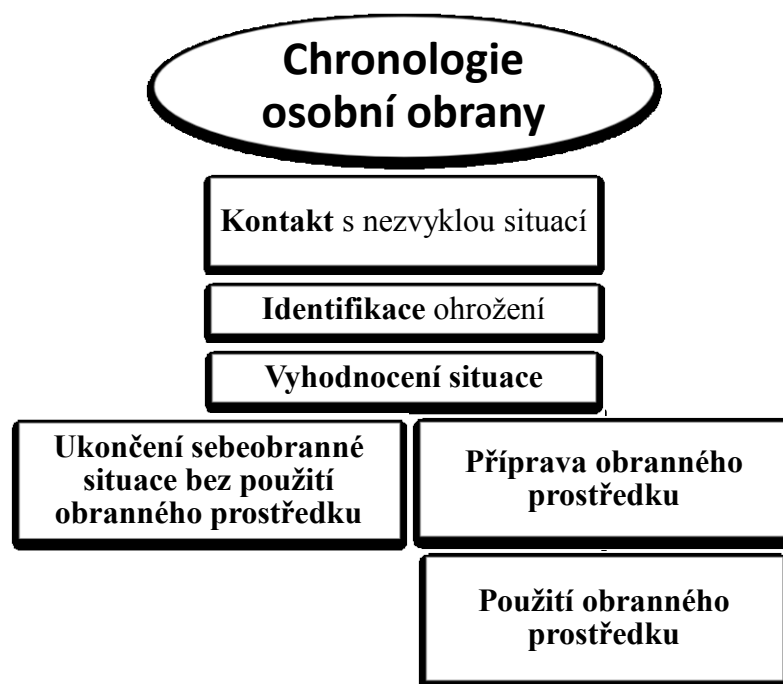 Chronologie
osobní obrany
Kontakt s nezvyklou situací
Identifikace ohrožení
Vyhodnocení situace
Ukončení sebeobranné
situace bez použití
obranného prostředku
Příprava obranného
prostředku
Použití obranného
prostředku